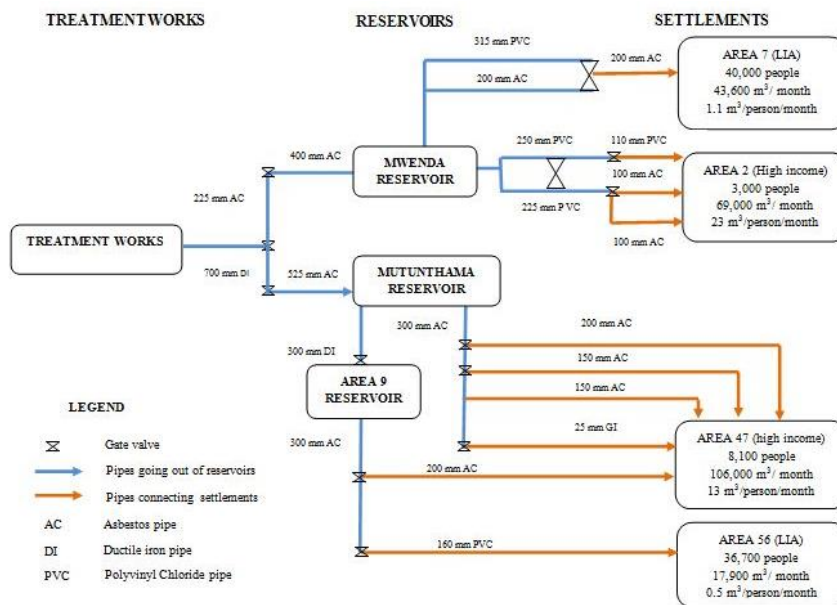 TREATMENT WORKS
RESERVOIRS
SETTLEMENTS
315 mm PVC
200 mm AC
200 mm AC
AREA 7 (LIA)
40,000 people
43,600 m³/ month
1.1 m³/person/month
400 mm AC
MWENDA
RESERVOIR
250 mm PVC
110 mm PVC
100 mm AC
225 mm P VC
100 mm AC
AREA 2 (High income)
3,000 people
69,000 m³/ month
23 m³/person/month
225 mm AC
TREATMENT WORKS
700 mm DI
525 mm AC
MUTUNTHAMA
RESERVOIR
300 mm AC
200 mm AC
300 mm DI
150 mm AC
AREA 9
RESERVOIR
150 mm AC
25 mm GI
300 mm AC
200 mm AC
AREA 47 (high income)
8,100 people
106,000 m³/ month
13 m³/person/month
160 mm PVC
AREA 56 (LIA)
36,700 people
17,900 m³/ month
0.5 m³/person/month
LEGEND
Gate valve
Pipes going out of reservoirs
Pipes connecting settlements
AC Asbestos pipe
DI Ductile iron pipe
PVC Polyvinyl Chloride pipe